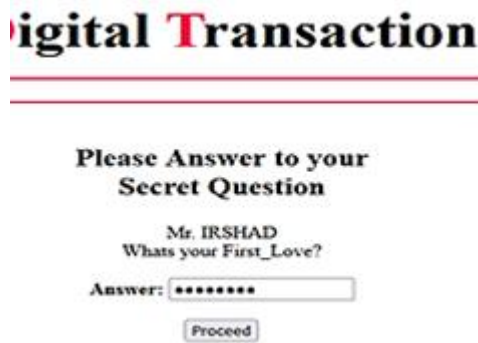 igital Transaction
Please Answer to your
Secret Question
Mr. IRSHAD
Whats your First_Love?
Answer: ●●●●●●●●
Proceed